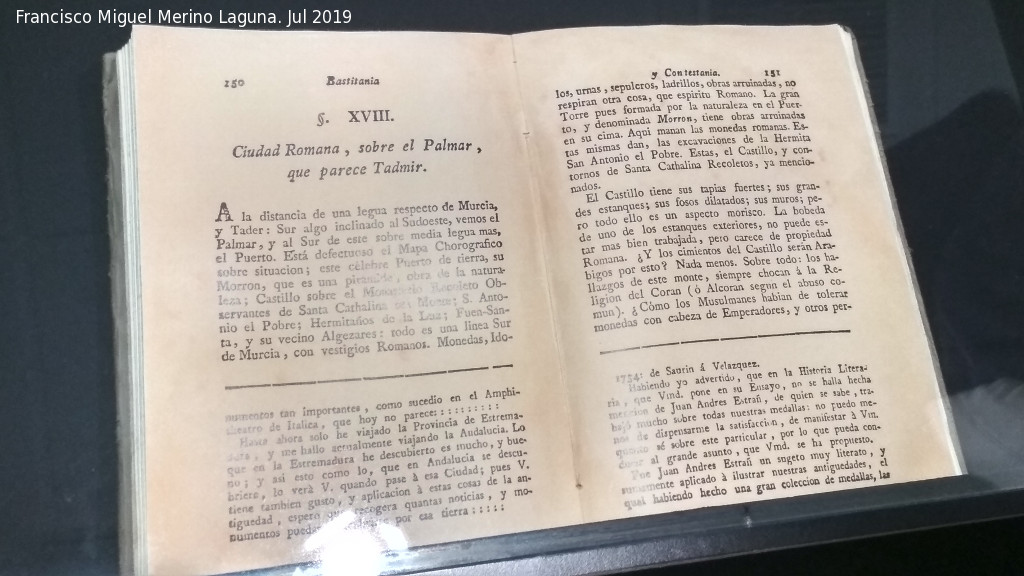 Francisco Miguel Merino Laguna. Jul 2019
150 Bastitania
§. XVIII.
Ciudad Romana, sobre el Palmar,
que parece Tadmir.
A la distancia de una legua respecto de Murcia,
y Tader: Sur algo inclinado al Sudoeste, vemos el
Palmar, y al Sur de este sobre media legua mas,
el Puerto. Está defectuoso el Mapa Chorografico
sobre situacion; este célebre Puerto de tierra, su
Morron, que es una piramide, obra de la natura-
leza; Castillo sobre el Monasterio Recoleto Ob-
servantes de Santa Cathalina del Monte; S. Anto-
nio el Pobre; Hermitaños de la Luz; Fuen-San-
ta, y su vecino Algezares: todo es una linea Sur
de Murcia, con vestigios Romanos. Monedas, Ido-
numentos tan importantes, como sucedio en el Amphi-
theatro de Italica, que hoy no parece: : : : : : : : : :
Hasta ahora solo he viajado la Provincia de Estrema-
y me hallo actualmente viajando la Andalucia. Lo
que en la Estremadura he descubierto es mucho, y bue-
no; y asi esto como lo, que en Andalucia se descu-
briere, lo verà V. quando pase à esa Ciudad; pues V.
tiene tambien gusto, y aplicacion à estas cosas de la an-
tiguedad, espero que recogera quantas noticias, y mo-
numentos por esa tierra : : : : :
y Contestania. 151
los, urnas, sepulcros, ladrillos, obras arruinadas, no
respiran otra cosa, que espiritu Romano. La gran
Torre pues formada por la naturaleza en el Puer-
to, y denominada Morron, tiene obras arruinadas
en su cima. Aqui manan las monedas romanas. Es-
tas mismas dan, las excavaciones de la Hermita
San Antonio el Pobre. Estas, el Castillo, y con-
tornos de Santa Cathalina Recoletos, ya mencio-
nados.
El Castillo tiene sus tapias fuertes; sus gran-
des estanques; sus fosos dilatados; sus muros; pe-
ro todo ello es un aspecto morisco. La bobeda
de uno de los estanques exteriores, no puede es-
tar mas bien trabajada, pero carece de propiedad
Romana. ¿Y los cimientos del Castillo serán Ara-
bigos por esto? Nada menos. Sobre todo: los ha-
llazgos de este monte, siempre chocan á la Re-
ligion del Coran (ò Alcoran segun el abuso co-
mun). ¿Cómo los Musulmanes habian de tolerar
monedas con cabeza de Emperadores, y otros per-
1754: de Saurin á Velazquez.
Habiendo yo advertido, que en la Historia Litera-
ria, que Vmd. pone en su Ensayo, no se halla hecha
mencion de Juan Andres Estrañ, de quien se sabe, tra-
bajó mucho sobre todas nuestras medallas: no puedo me-
nos de dispensarme la satisfaccion, de manifestar à Vm.
quanto sé sobre este particular, por lo que pueda con-
al grande asunto, que Vmd. se ha propuesto.
Fue Juan Andres Estrañ un sugeto muy literato, y
sumamente aplicado à ilustrar nuestras antiguedades, el
qual habiendo hecho una gran coleccion de medallas, las